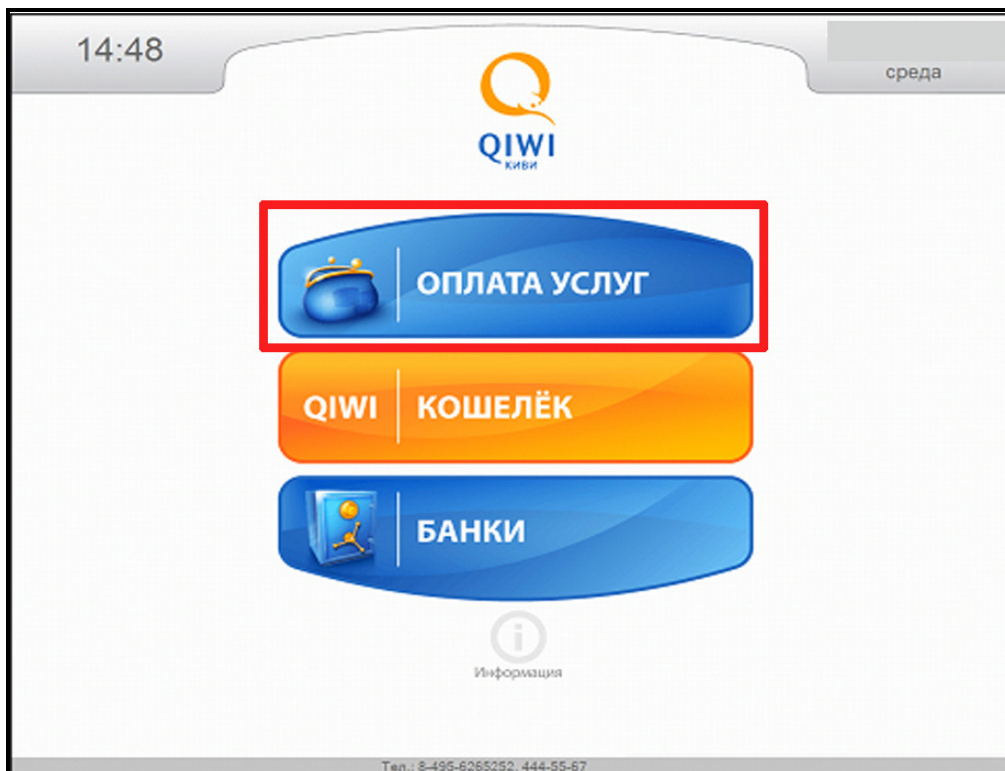 14:48
среда
QIWI
КИВИ
ОПЛАТА УСЛУГ
QIWI КОШЕЛЁК
БАНКИ
i
Информация
Тел.: 8-495-6265252, 444-55-67